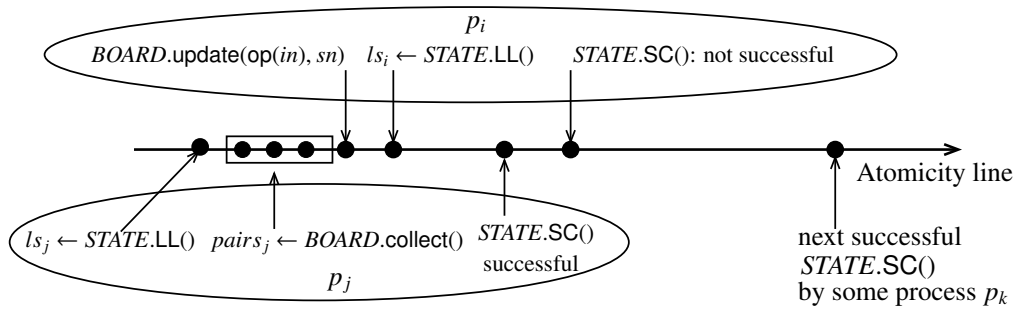 p_i
BOARD.update(op(in), sn) ls_i ← STATE.LL() STATE.SC(): not successful
Atomicity line
ls_j ← STATE.LL() pairs_j ← BOARD.collect() STATE.SC()
successful
p_j
next successful
STATE.SC()
by some process p_k